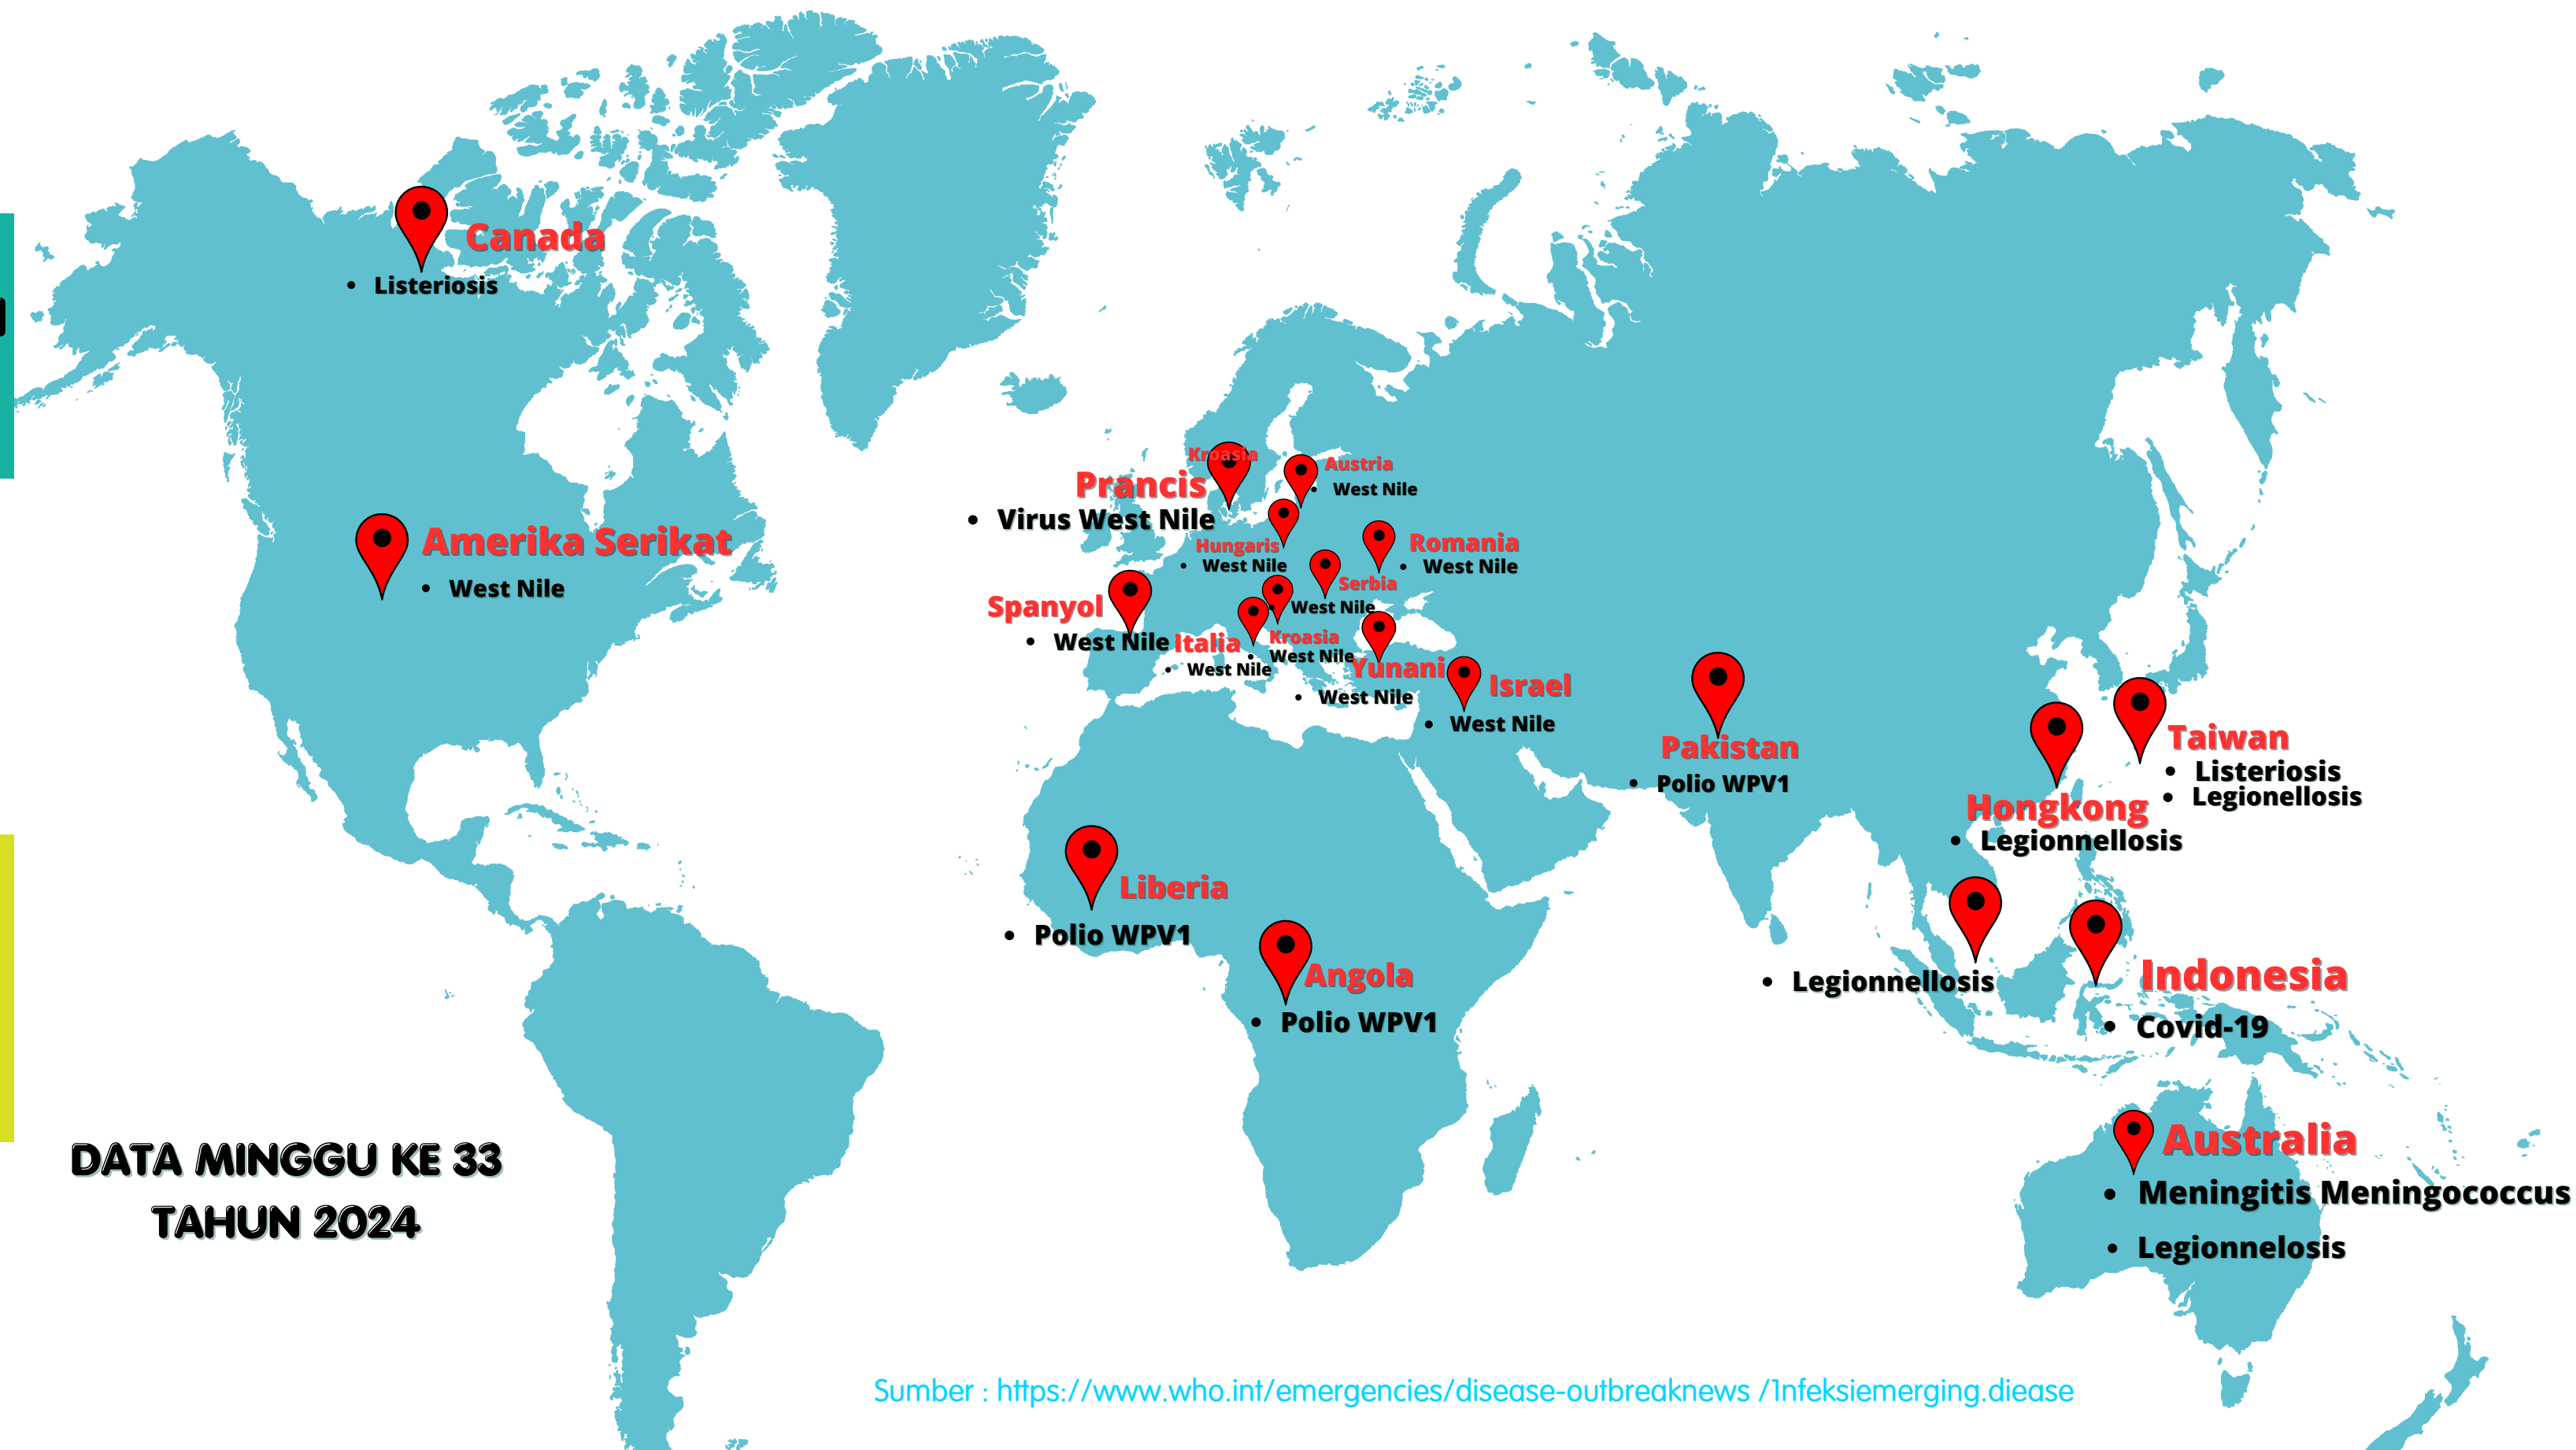 Canada
• Listeriosis
Amerika Serikat
• West Nile
Kroasia
Prancis
• Virus West Nile
Austria
• West Nile
Hungaris
• West Nile
Romania
• West Nile
Serbia
• West Nile
Spanyol
• West Nile
Italia
• West Nile
Kroasia
• West Nile
Yunani
• West Nile
Israel
• West Nile
Pakistan
• Polio WPV1
Taiwan
• Listeriosis
• Legionellosis
Hongkong
• Legionnellosis
Liberia
• Polio WPV1
Angola
• Polio WPV1
• Legionnellosis
Indonesia
• Covid-19
Australia
• Meningitis Meningococcus
• Legionnelosis
DATA MINGGU KE 33
TAHUN 2024
Sumber : https://www.who.int/emergencies/disease-outbreaknews /1nfeksiemerging.diease